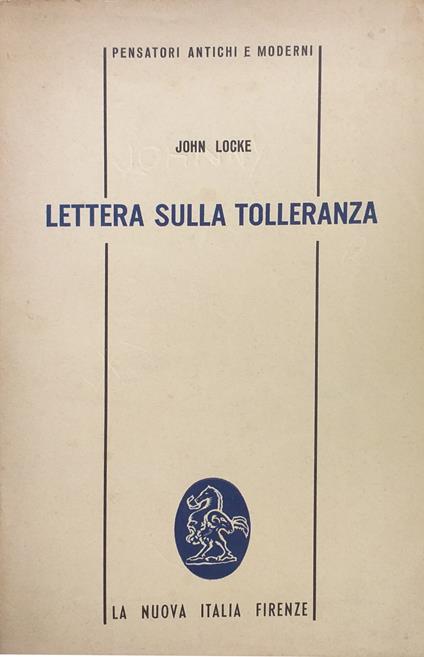 PENSATORI ANTICHI E MODERNI
JOHN LOCKE
LETTERA SULLA TOLLERANZA
LA NUOVA ITALIA FIRENZE